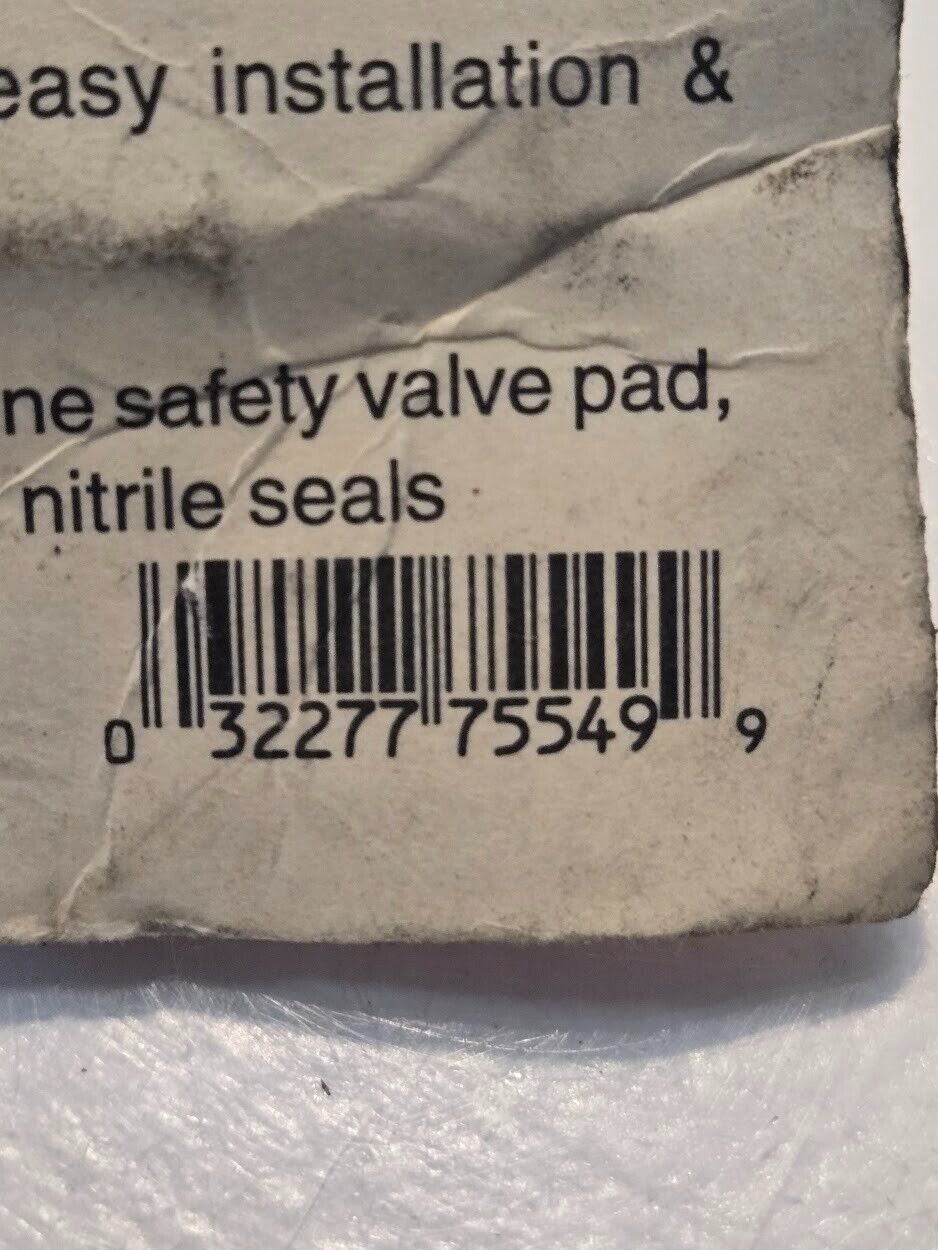 easy installation &
ne safety valve pad,
nitrile seals
0 32277 75549 9